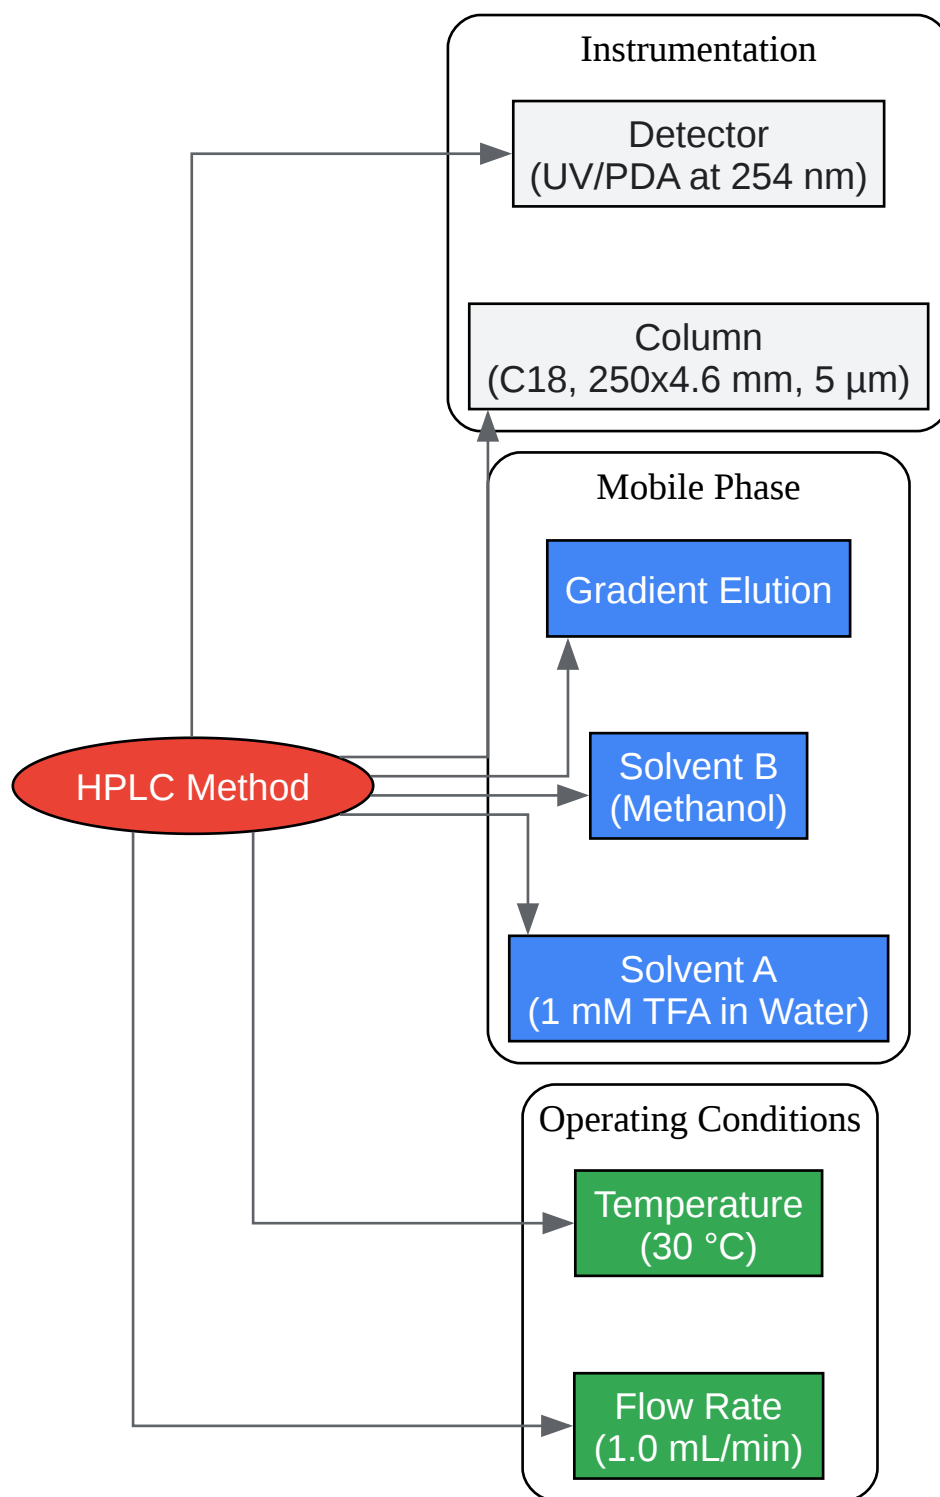 Instrumentation
Detector
(UV/PDA at 254 nm)
Column
(C18, 250x4.6 mm, 5 µm)
Mobile Phase
Gradient Elution
HPLC Method
Solvent B
(Methanol)
Solvent A
(1 mM TFA in Water)
Operating Conditions
Temperature
(30 °C)
Flow Rate
(1.0 mL/min)